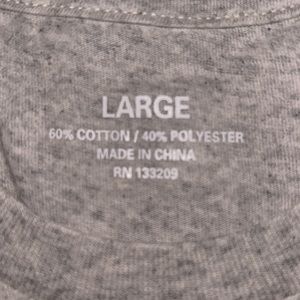 LARGE
60% COTTON / 40% POLYESTER
MADE IN CHINA
RN 133209